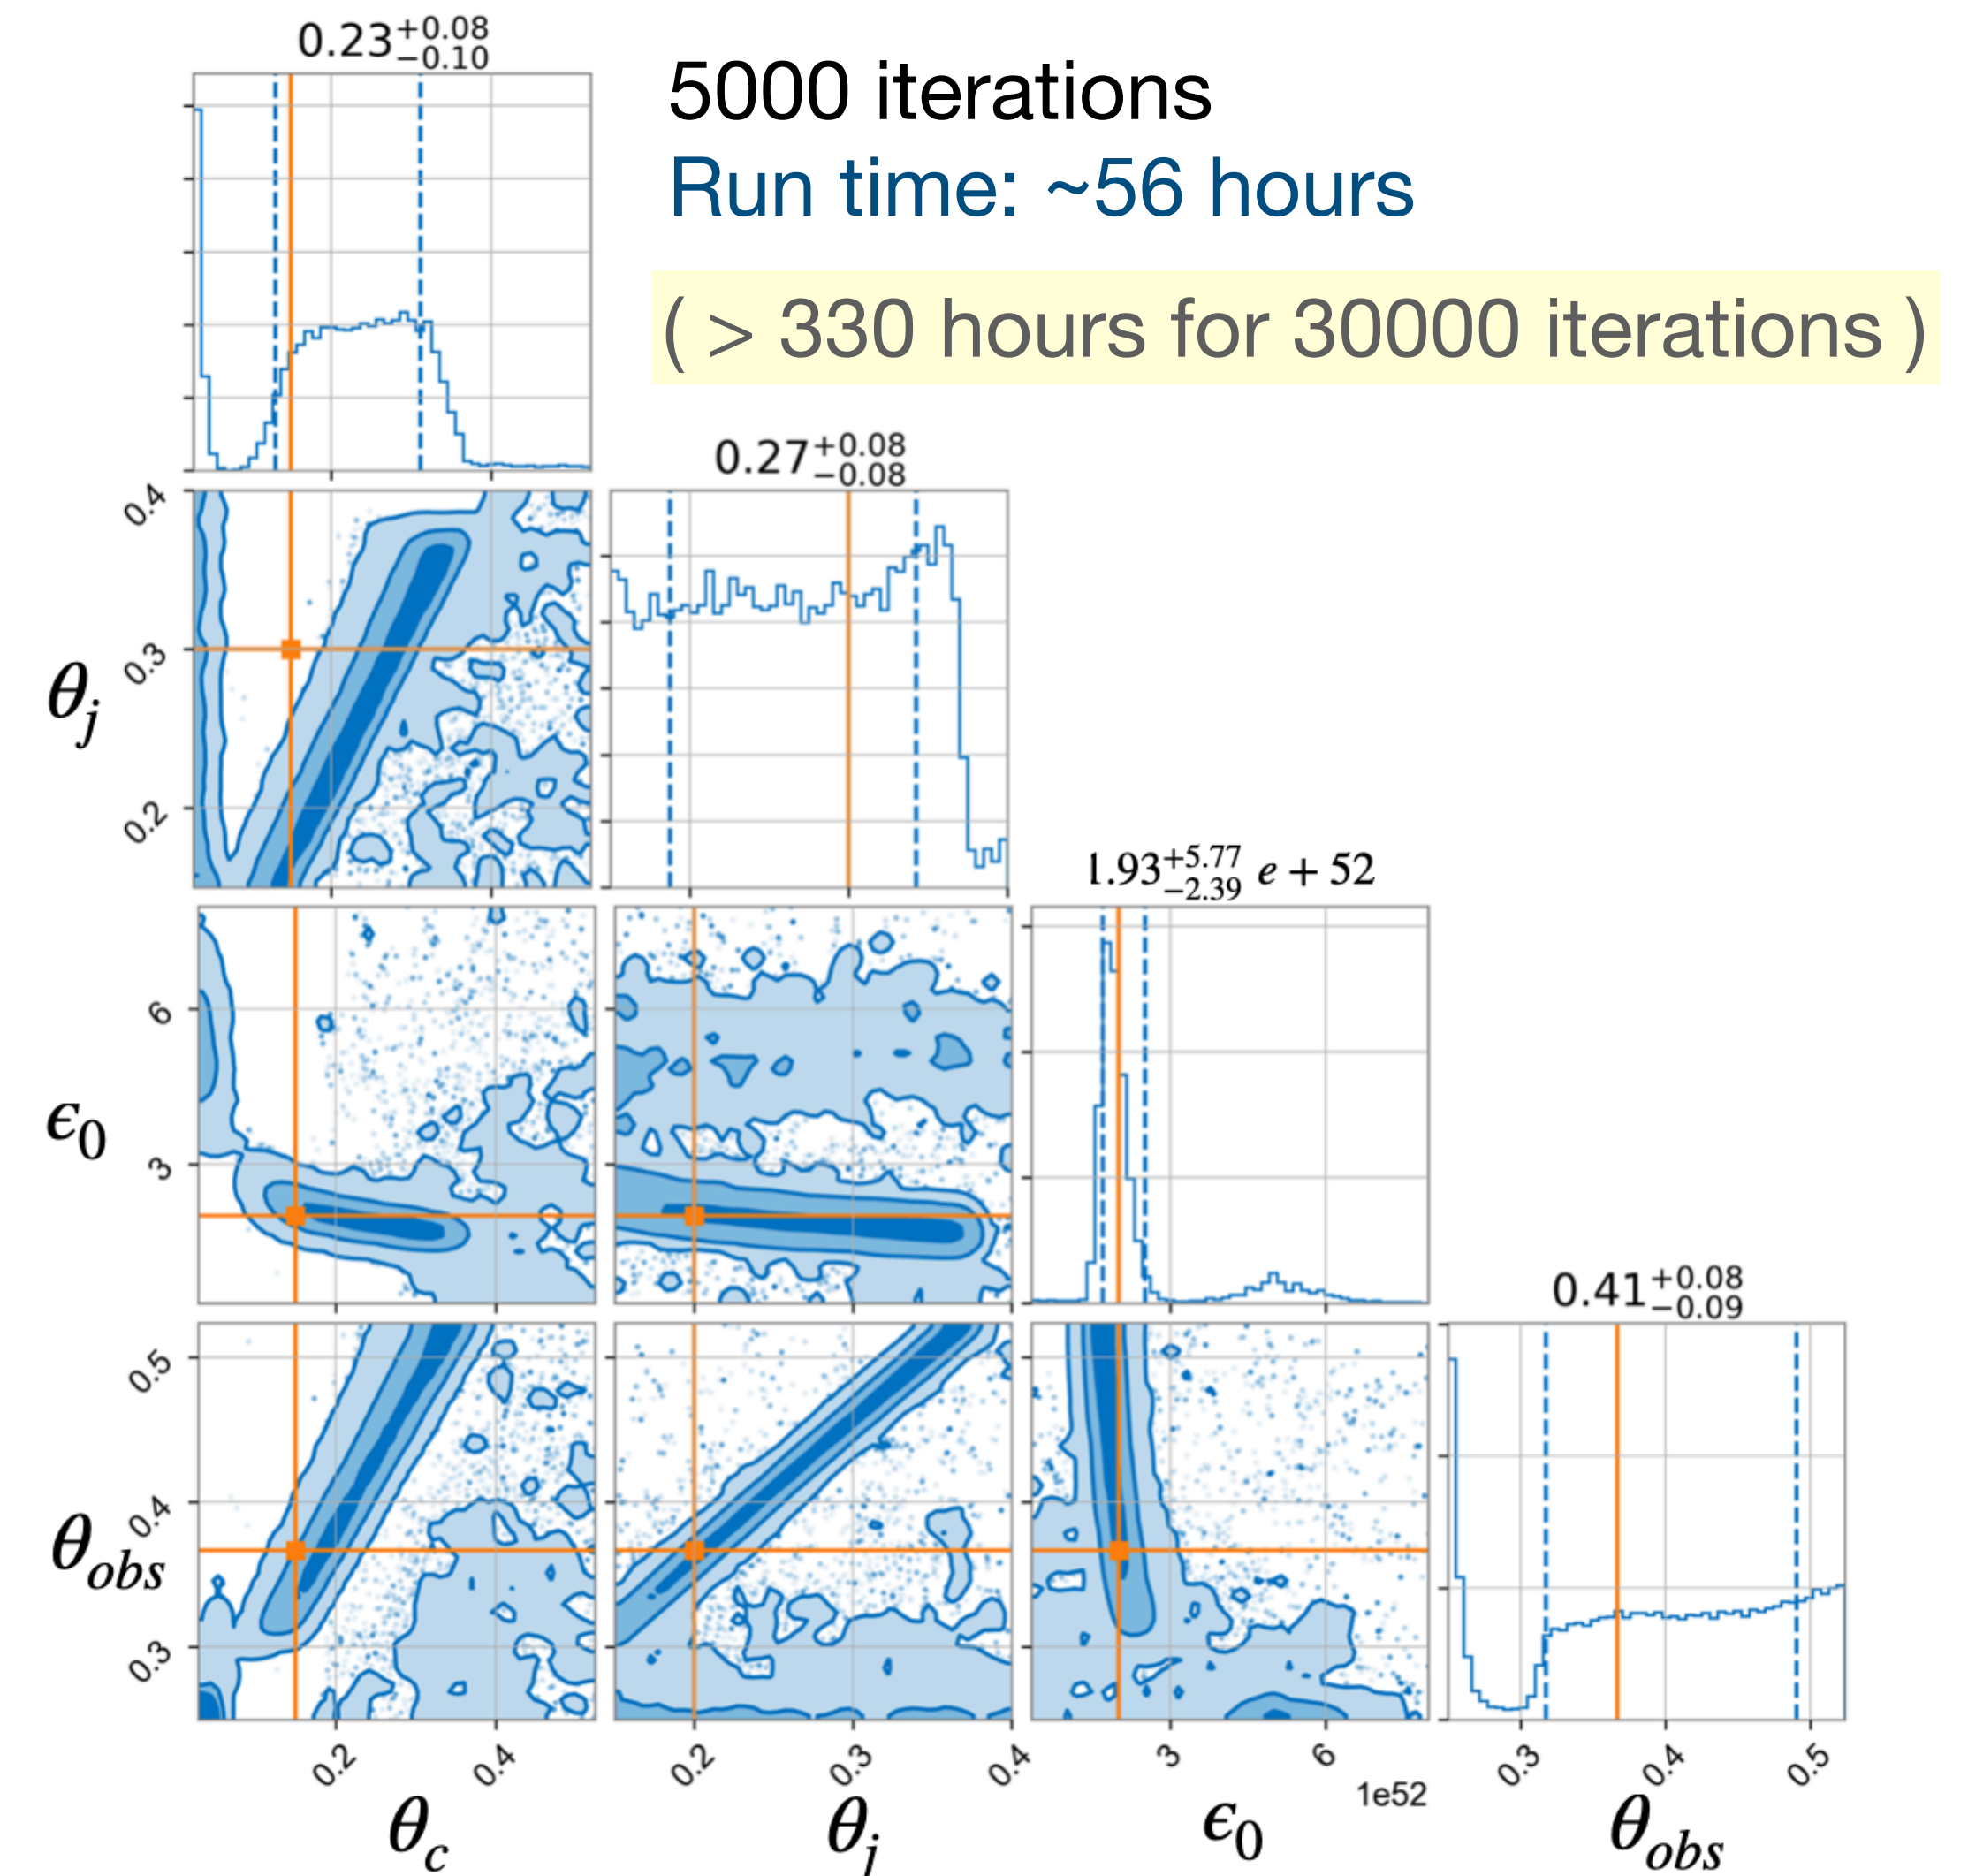 0.23 +0.08 −0.10
5000 iterations
Run time: ~56 hours
( > 330 hours for 30000 iterations )
0.27 +0.08 −0.08
0.4
0.3
0.2
θj
1.93 +5.77 −2.39 e + 52
6
3
ϵ0
0.41 +0.08 −0.09
0.5
0.4
0.3
θobs
0.2 0.4 0.2 0.3 0.4 3 6 0.3 0.4 0.5
1e52
θc θj ϵ0 θobs